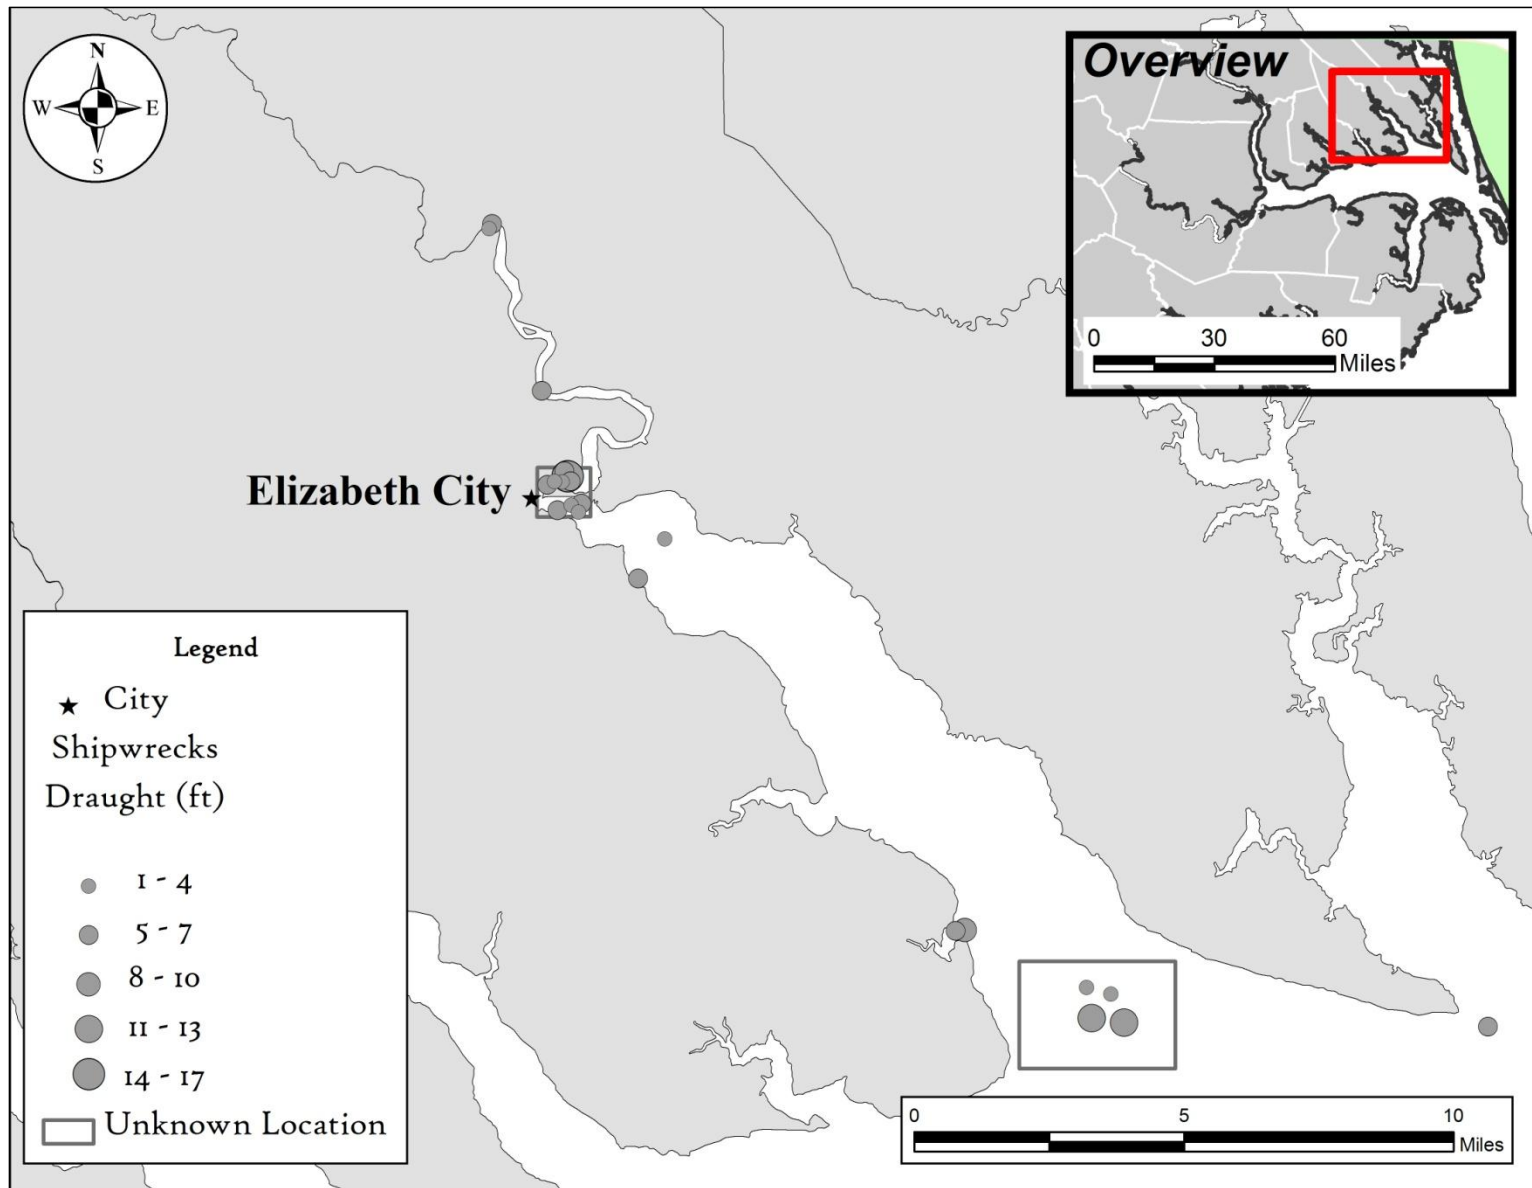 N
W E
S
Overview
0 30 60
Miles
Elizabeth City
Legend
City
Shipwrecks
Draught (ft)
1 - 4
5 - 7
8 - 10
11 - 13
14 - 17
Unknown Location
0 5 10
Miles